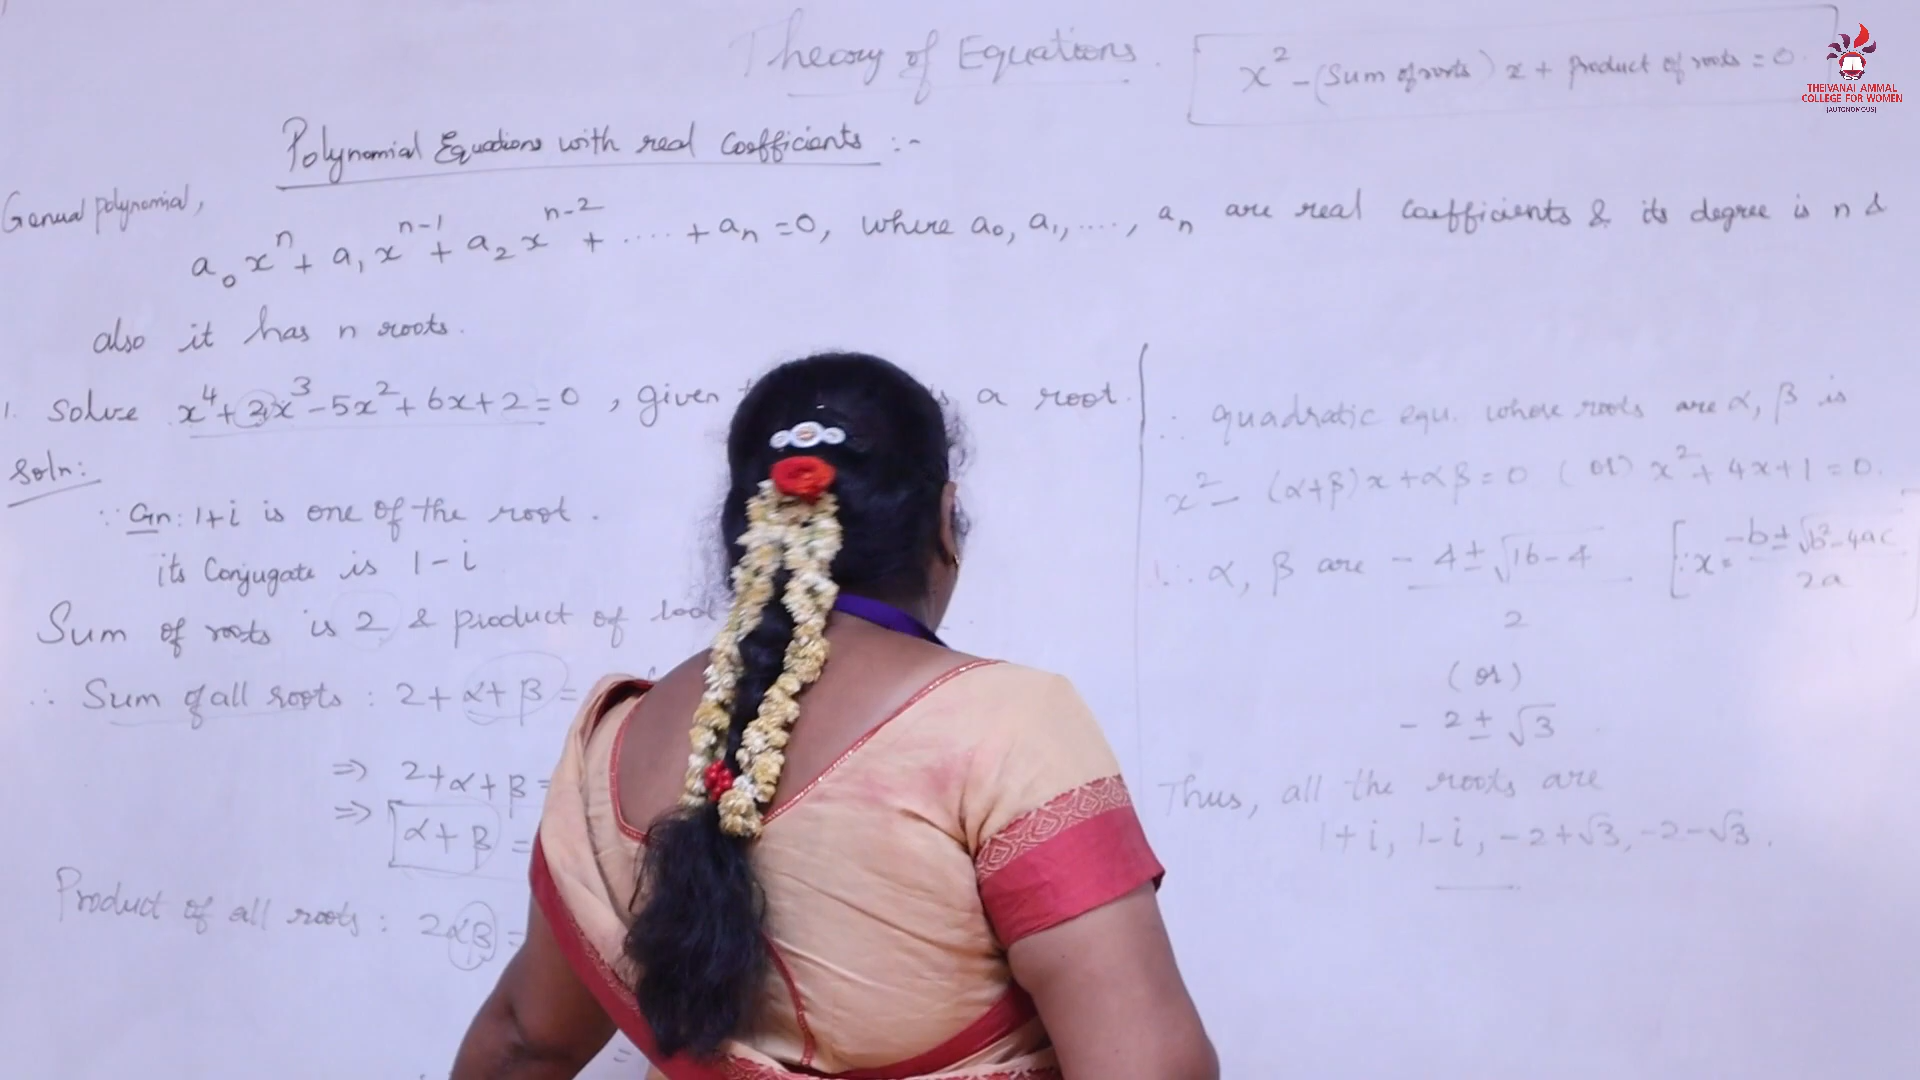 Theory of Equations.
x² - (Sum of roots) x + product of roots = 0.
THEIVANAI AMMAL
COLLEGE FOR WOMEN
(AUTONOMOUS)
Polynomial Equations with real Coefficients :-
General polynomial,
a₀xⁿ + a₁xⁿ⁻¹ + a₂xⁿ⁻² + ..... + aₙ = 0, where a₀, a₁, ...., aₙ are real coefficients & its degree is n &
also it has n roots.
1. Solve x⁴ + 2x³ - 5x² + 6x + 2 = 0, given a root.
Soln:
∵ Gn: 1+i is one of the root.
its Conjugate is 1-i
Sum of roots is 2 & product of
∴ Sum of all roots : 2 + α + β =
⇒ 2 + α + β =
⇒ α + β =
Product of all roots : 2αβ =
=
∴ quadratic equ. whose roots are α, β is
x² - (α+β)x + αβ = 0 (or) x² + 4x + 1 = 0.
∴ α, β are - 4 ± √16-4 / 2 [∵ x = -b ± √b²-4ac / 2a]
(or)
- 2 ± √3
Thus, all the roots are
1+i, 1-i, -2+√3, -2-√3.